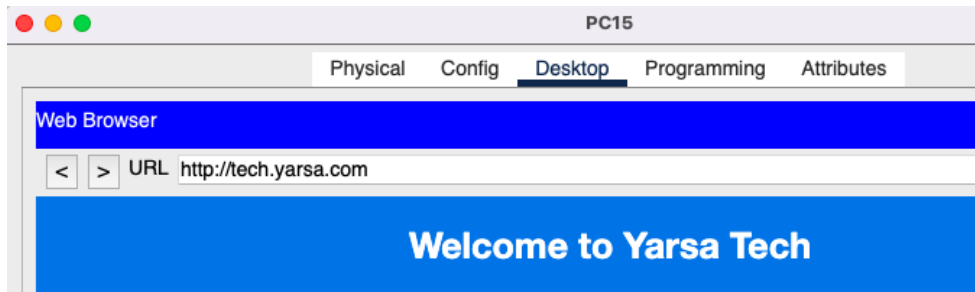 PC15
Physical Config Desktop Programming Attributes
Web Browser
< > URL http://tech.yarsa.com
Welcome to Yarsa Tech